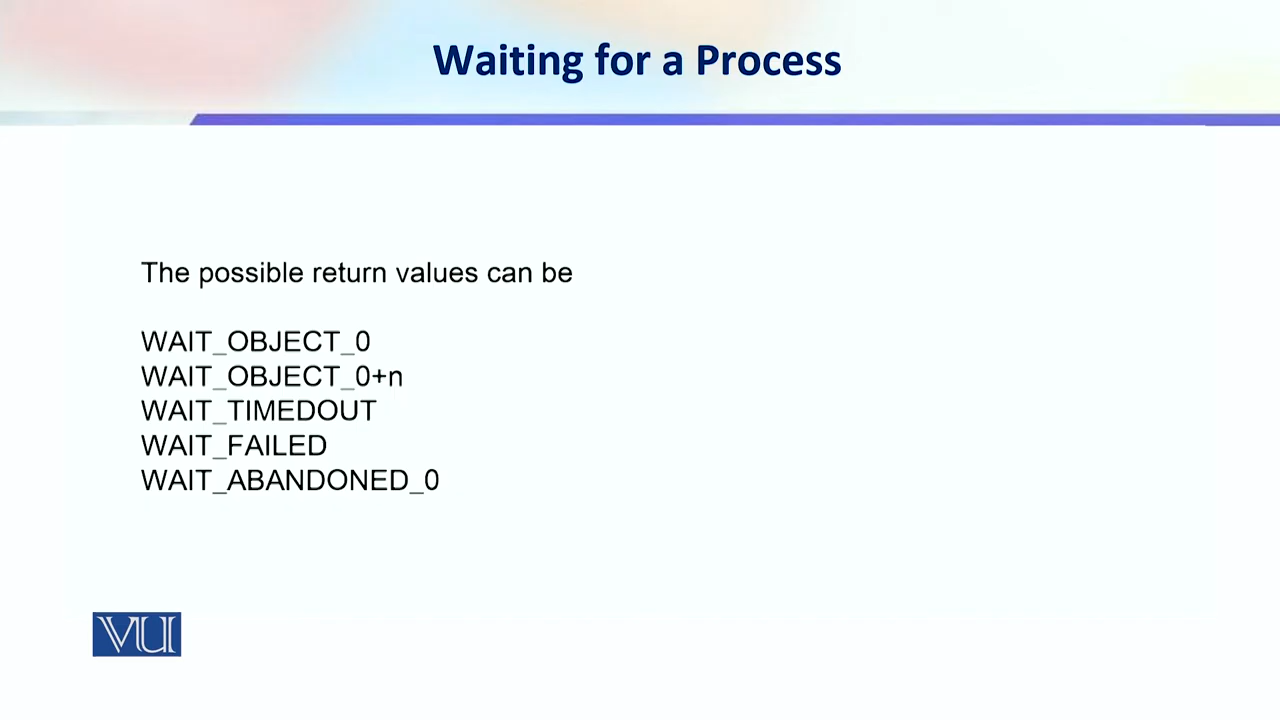 Waiting for a Process
The possible return values can be
WAIT_OBJECT_0
WAIT_OBJECT_0+n
WAIT_TIMEDOUT
WAIT_FAILED
WAIT_ABANDONED_0
VU